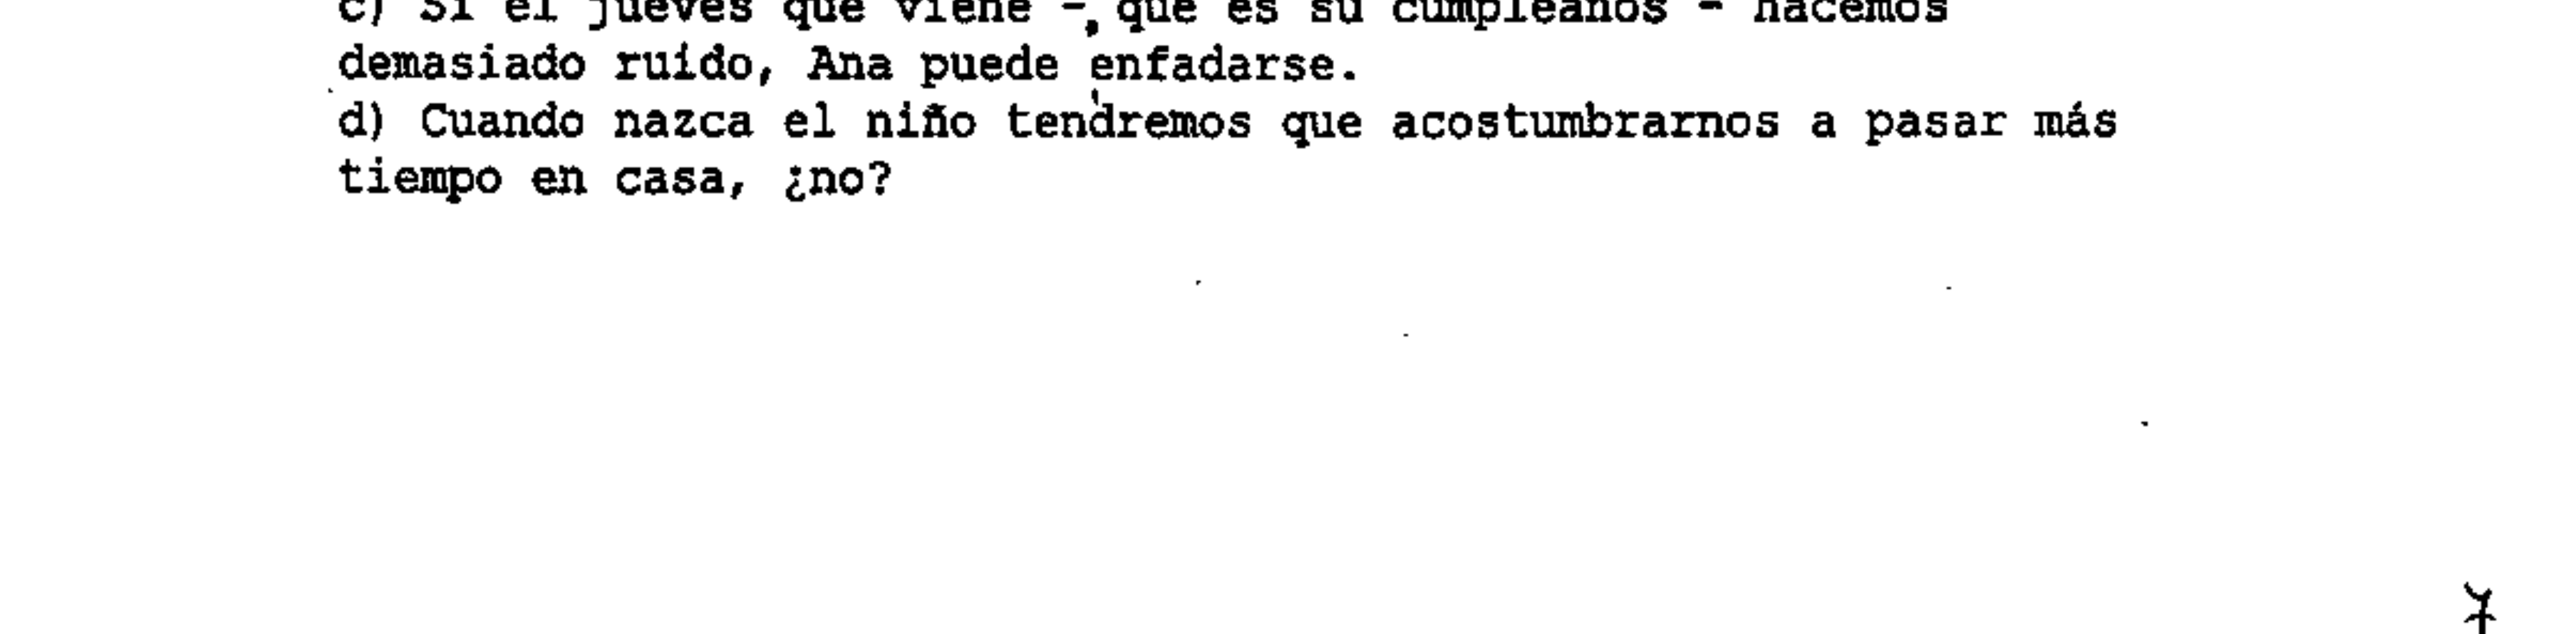 c) Si el jueves que viene -, que es su cumpleaños - hacemos
demasiado ruido, Ana puede enfadarse.
d) Cuando nazca el niño tendremos que acostumbrarnos a pasar más
tiempo en casa, ¿no?
7